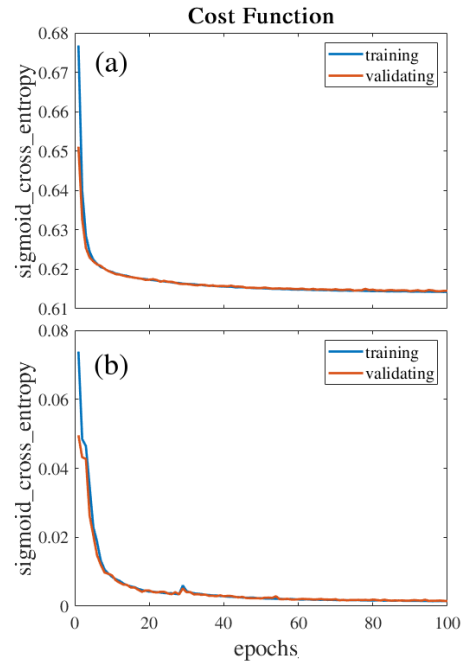 Cost Function
(a)
training
validating
sigmoid_cross_entropy
0.68
0.67
0.66
0.65
0.64
0.63
0.62
0.61
0 20 40 60 80 100
(b)
training
validating
sigmoid_cross_entropy
0.08
0.06
0.04
0.02
0
0 20 40 60 80 100
epochs